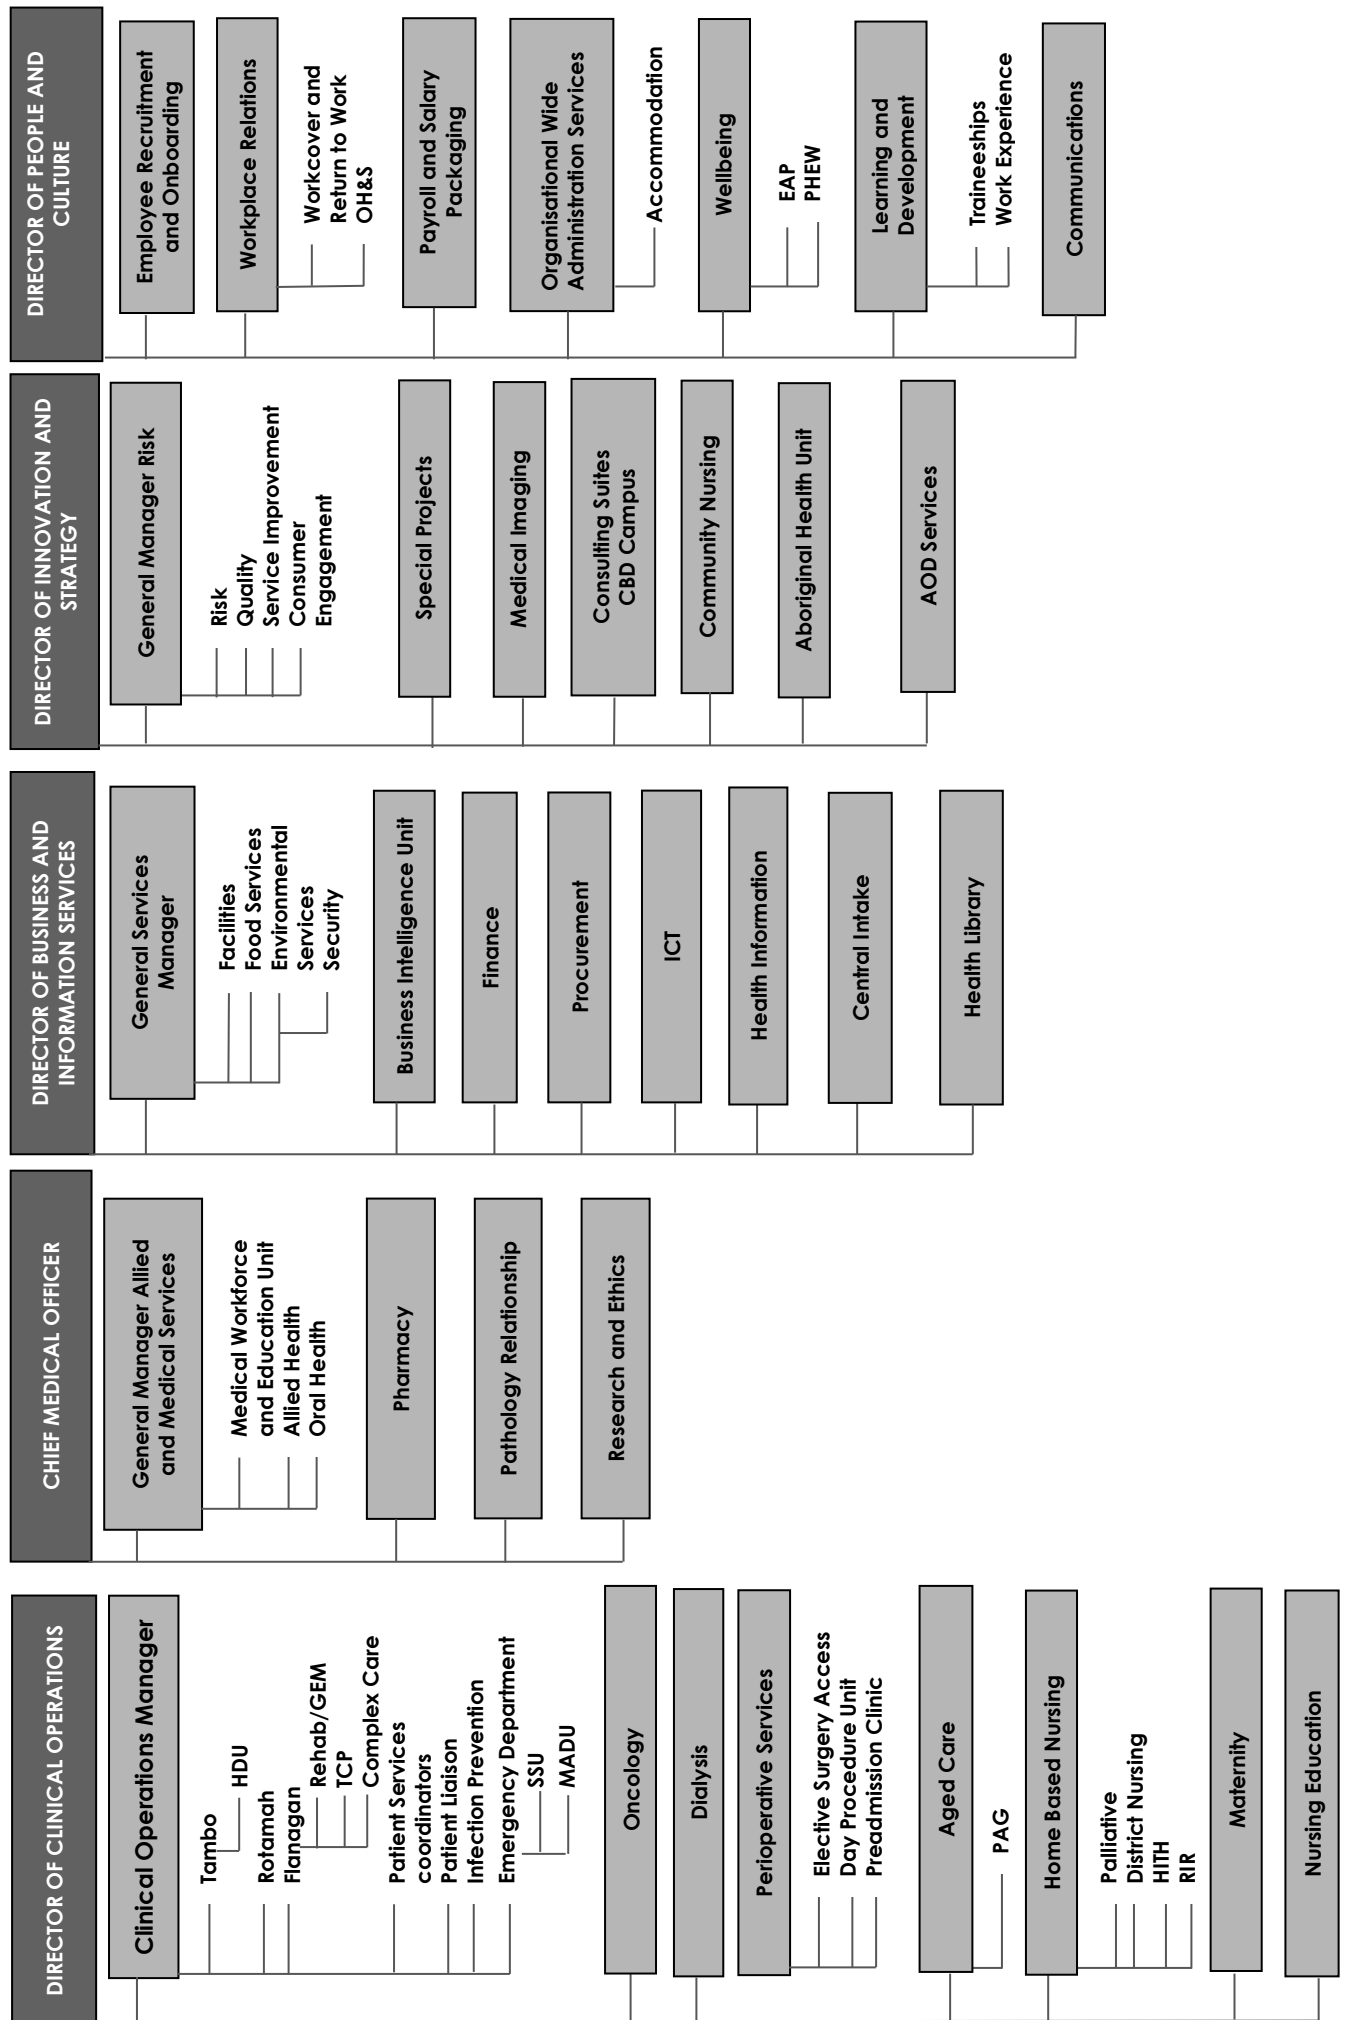 DIRECTOR OF CLINICAL OPERATIONS
Clinical Operations Manager
Tambo
HDU
Rotamah
Flanagan
Rehab/GEM
TCP
Complex Care
Patient Services
coordinators
Patient Liaison
Infection Prevention
Emergency Department
SSU
MADU
Oncology
Dialysis
Perioperative Services
Elective Surgery Access
Day Procedure Unit
Preadmission Clinic
Aged Care
PAG
Home Based Nursing
Palliative
District Nursing
HITH
RIR
Maternity
Nursing Education
CHIEF MEDICAL OFFICER
General Manager Allied
and Medical Services
Medical Workforce
and Education Unit
Allied Health
Oral Health
Pharmacy
Pathology Relationship
Research and Ethics
DIRECTOR OF BUSINESS AND
INFORMATION SERVICES
General Services
Manager
Facilities
Food Services
Environmental
Services
Security
Business Intelligence Unit
Finance
Procurement
ICT
Health Information
Central Intake
Health Library
DIRECTOR OF INNOVATION AND
STRATEGY
General Manager Risk
Risk
Quality
Service Improvement
Consumer
Engagement
Special Projects
Medical Imaging
Consulting Suites
CBD Campus
Community Nursing
Aboriginal Health Unit
AOD Services
DIRECTOR OF PEOPLE AND
CULTURE
Employee Recruitment
and Onboarding
Workplace Relations
Workcover and
Return to Work
OH&S
Payroll and Salary
Packaging
Organisational Wide
Administration Services
Accommodation
Wellbeing
EAP
PHEW
Learning and
Development
Traineeships
Work Experience
Communications